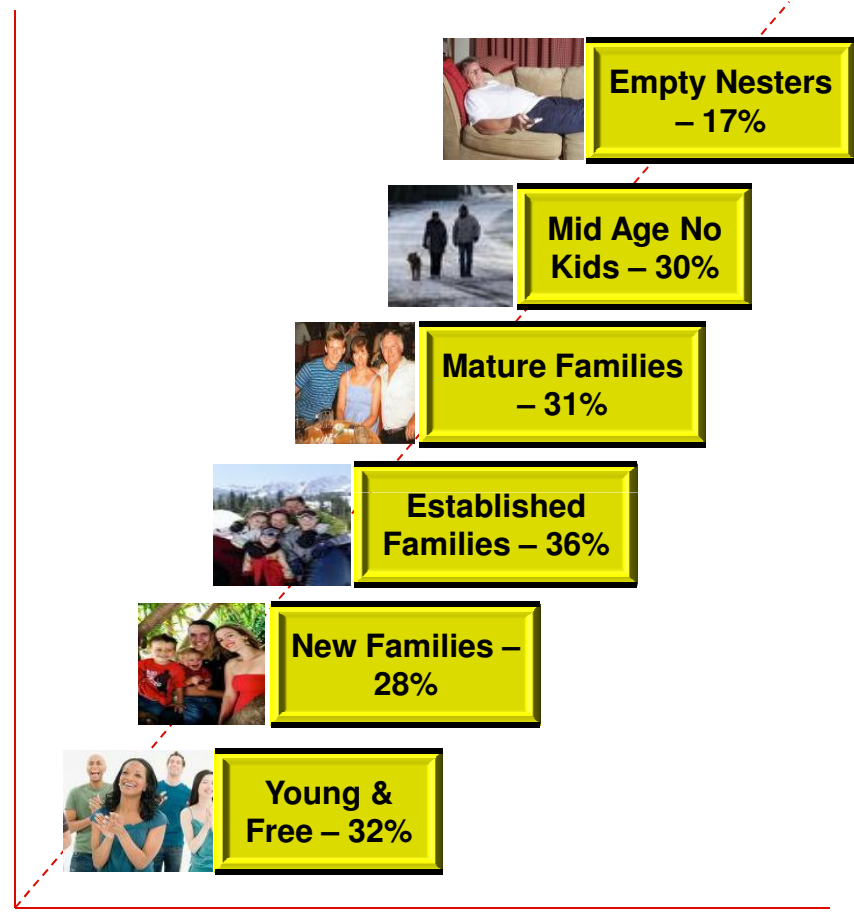 Empty Nesters
– 17%
Mid Age No
Kids – 30%
Mature Families
– 31%
Established
Families – 36%
New Families –
28%
Young &
Free – 32%